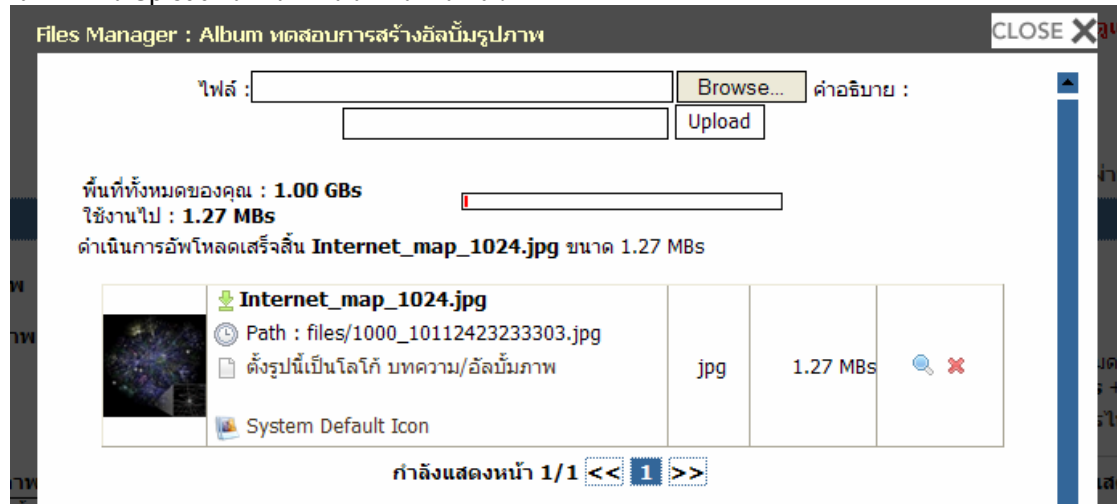 Files Manager : Album ทดสอบการสร้างอัลบั้มรูปภาพ
CLOSE
ไฟล์ :
Browse...
คำอธิบาย :
Upload
พื้นที่ทั้งหมดของคุณ : 1.00 GBs
ใช้งานไป : 1.27 MBs
ดำเนินการอัพโหลดเสร็จสิ้น Internet_map_1024.jpg ขนาด 1.27 MBs
Internet_map_1024.jpg
Path : files/1000_10112423233303.jpg
ตั้งรูปนี้เป็นโลโก้ บทความ/อัลบั้มภาพ
jpg
1.27 MBs
System Default Icon
กำลังแสดงหน้า 1/1 << 1 >>